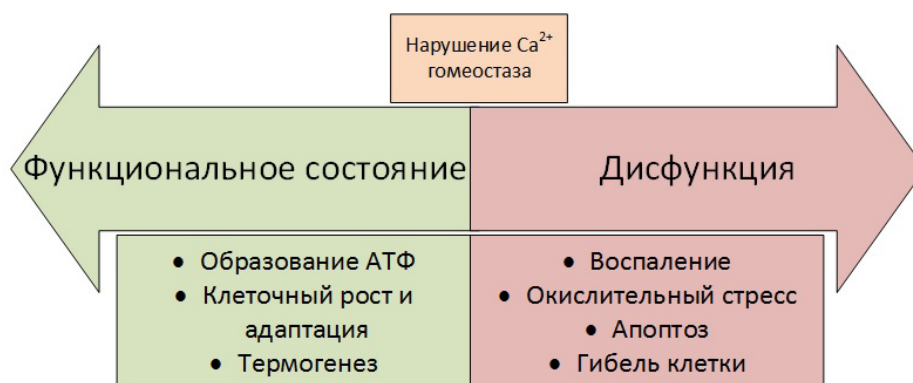 Нарушение Ca²⁺
гомеостаза
Функциональное состояние
Дисфункция
• Образование АТФ
• Клеточный рост и
адаптация
• Термогенез
• Воспаление
• Окислительный стресс
• Апоптоз
• Гибель клетки